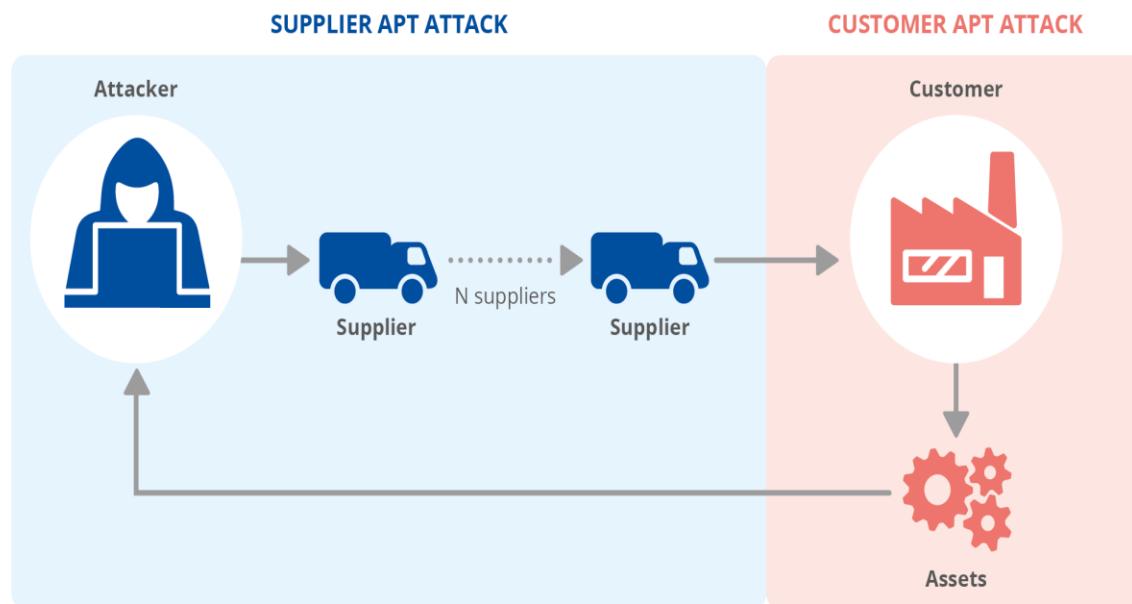 SUPPLIER APT ATTACK
CUSTOMER APT ATTACK
Attacker
Customer
N suppliers
Supplier
Supplier
Assets